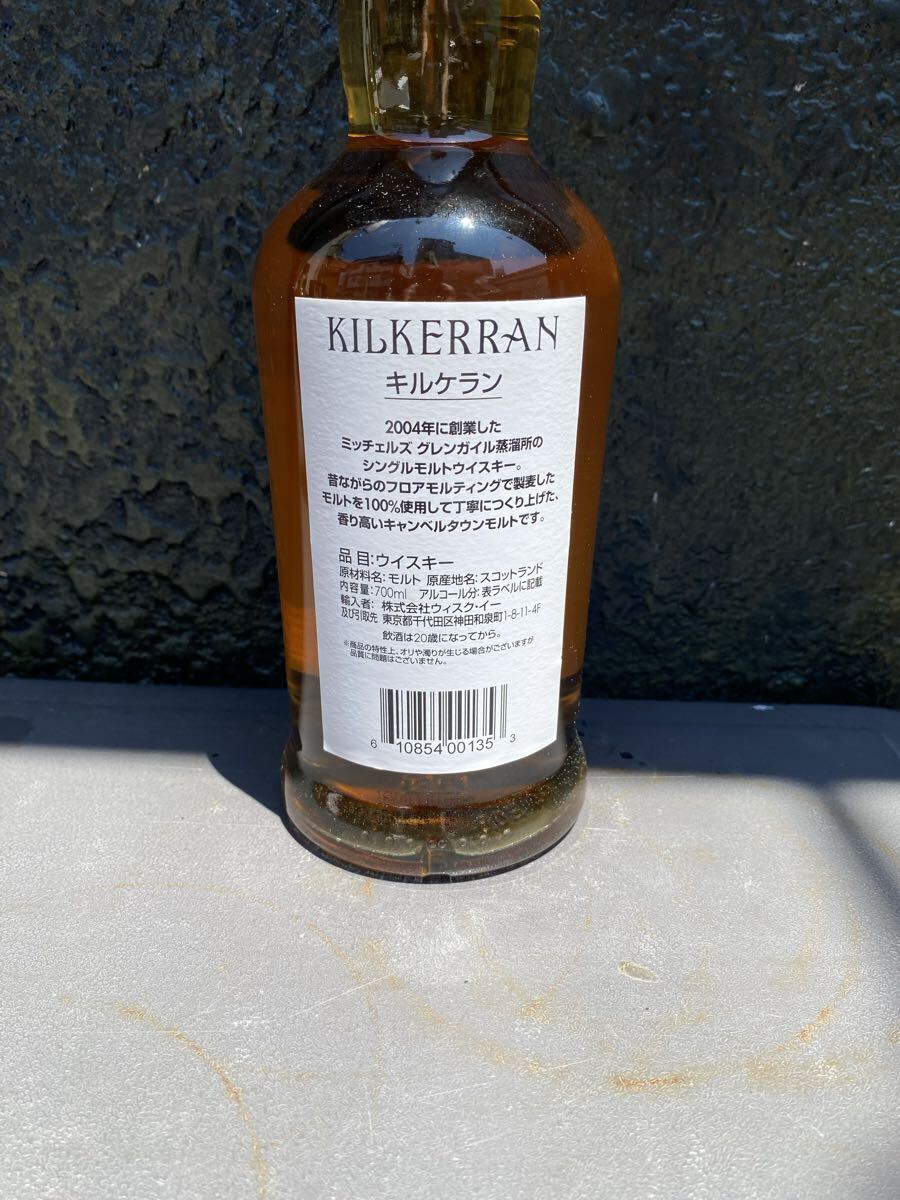 KILKERRAN
キルケラン
2004年に創業した
ミッチェルズ グレンガイル蒸溜所の
シングルモルトウイスキー。
昔ながらのフロアモルティングで製麦した
モルトを100%使用して丁寧につくり上げた、
香り高いキャンベルタウンモルトです。
品目:ウイスキー
原材料名: モルト 原産地名: スコットランド
内容量:700ml アルコール分: 表ラベルに記載
輸入者: 株式会社ウィスク・イー
及び引取先 東京都千代田区神田和泉町1-8-11-4F
飲酒は20歳になってから。
※商品の特性上、オリや濁りが生じる場合がございますが
品質に問題はございません。
6 10854 00135 3